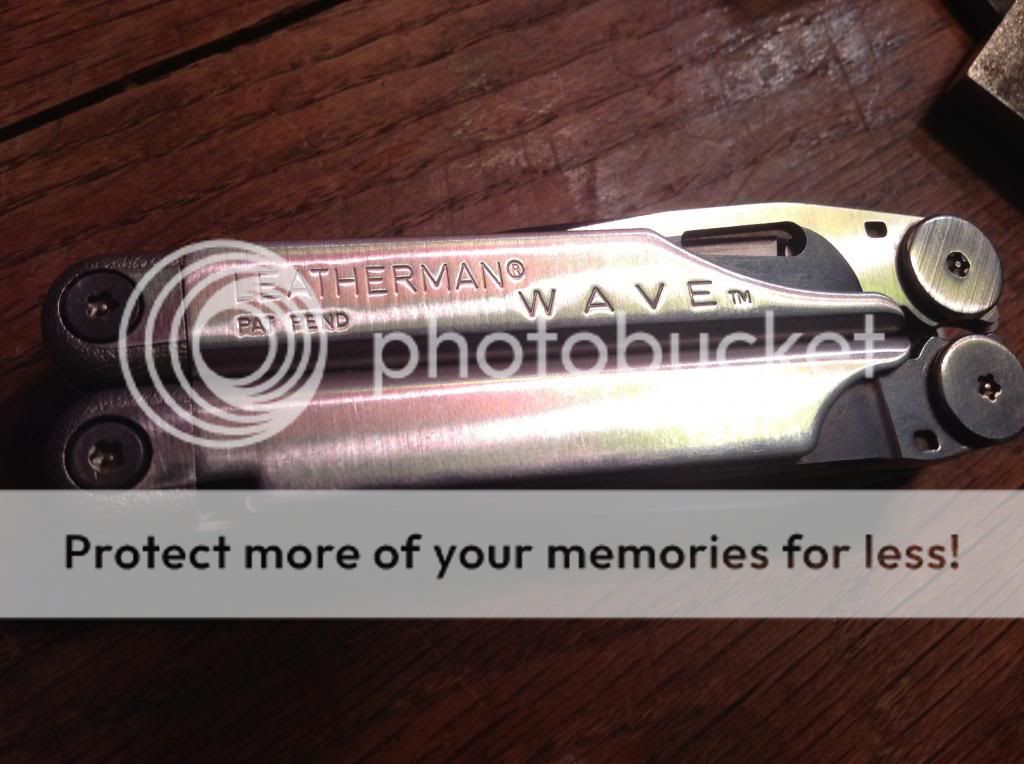 LEATHERMAN®
WAVE™
PAT PEND
photobucket
Protect more of your memories for less!